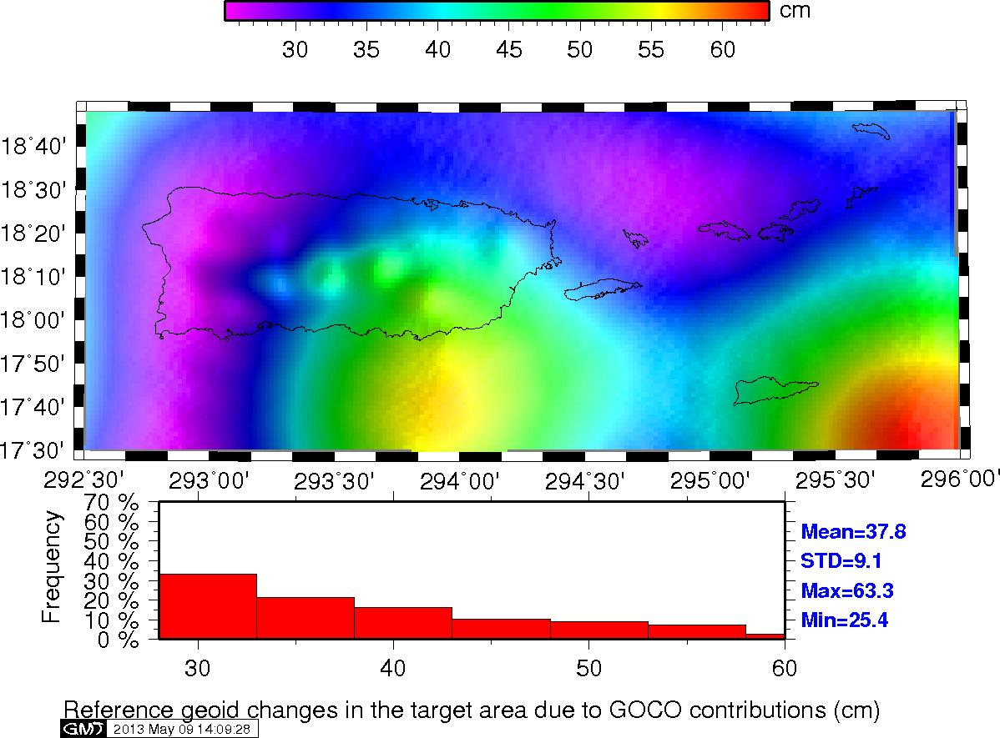 cm
30 35 40 45 50 55 60
18°40'
18°30'
18°20'
18°10'
18°00'
17°50'
17°40'
17°30'
292°30' 293°00' 293°30' 294°00' 294°30' 295°00' 295°30' 296°00'
Frequency
70 %
60 %
50 %
40 %
30 %
20 %
10 %
0 %
30 40 50 60
Mean=37.8
STD=9.1
Max=63.3
Min=25.4
Reference geoid changes in the target area due to GOCO contributions (cm)
GMT 2013 May 09 14:09:28